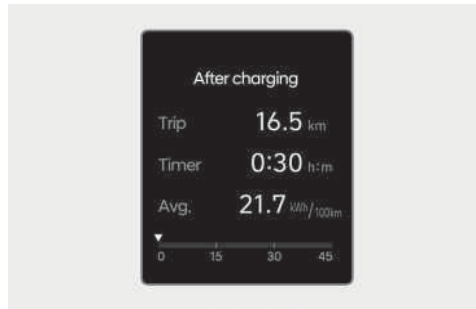 After charging
Trip 16.5 km
Timer 0:30 h:m
Avg. 21.7 kWh/100km
0 15 30 45